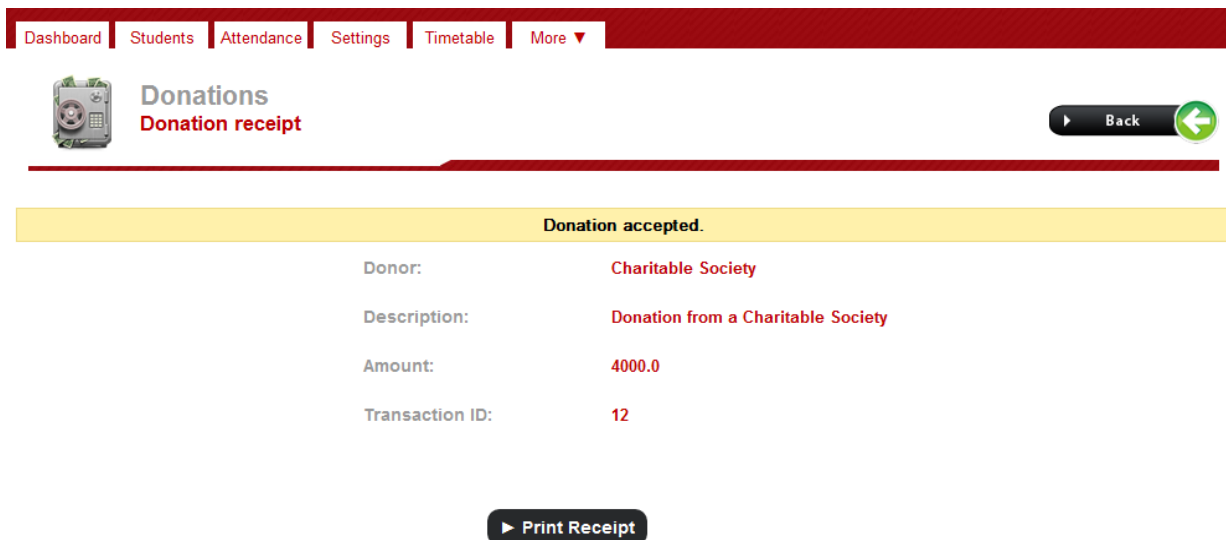 Dashboard Students Attendance Settings Timetable More ▼
Donations
Donation receipt
Back
Donation accepted.
Donor: Charitable Society
Description: Donation from a Charitable Society
Amount: 4000.0
Transaction ID: 12
► Print Receipt